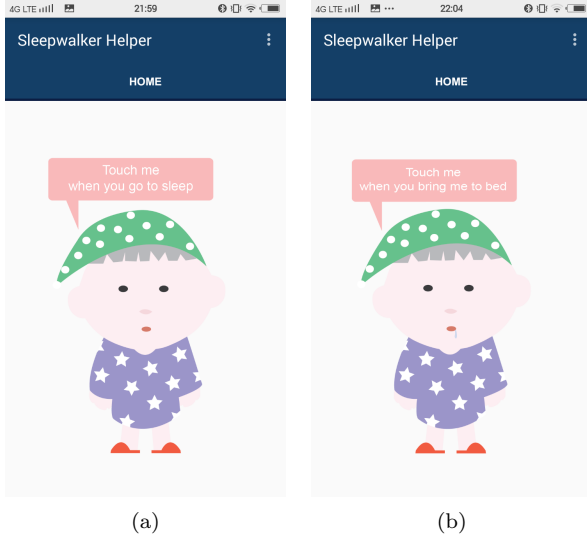 4G LTE 21:59
Sleepwalker Helper
HOME
Touch me
when you go to sleep
(a)
4G LTE 22:04
Sleepwalker Helper
HOME
Touch me
when you bring me to bed
(b)